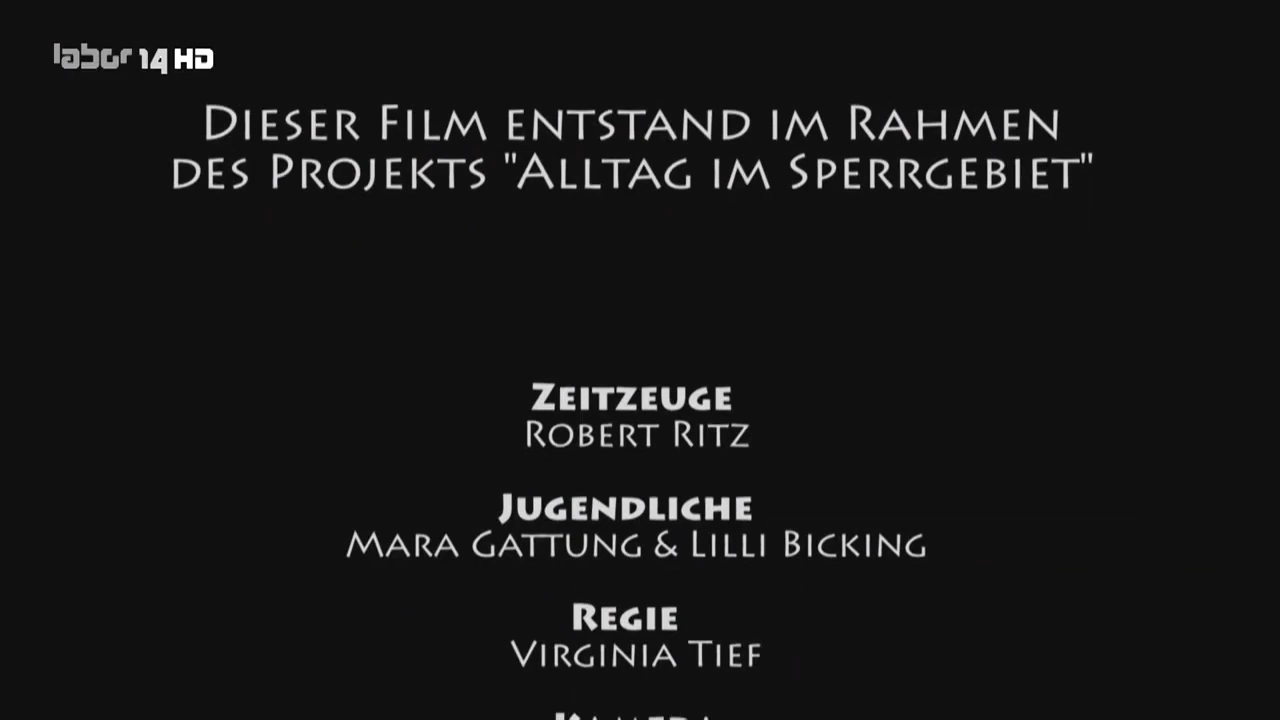 labor 14 HD
Dieser Film entstand im Rahmen
des Projekts "Alltag im Sperrgebiet"
Zeitzeuge
Robert Ritz
Jugendliche
Mara Gattung & Lilli Bicking
Regie
Virginia Tief
Kamera